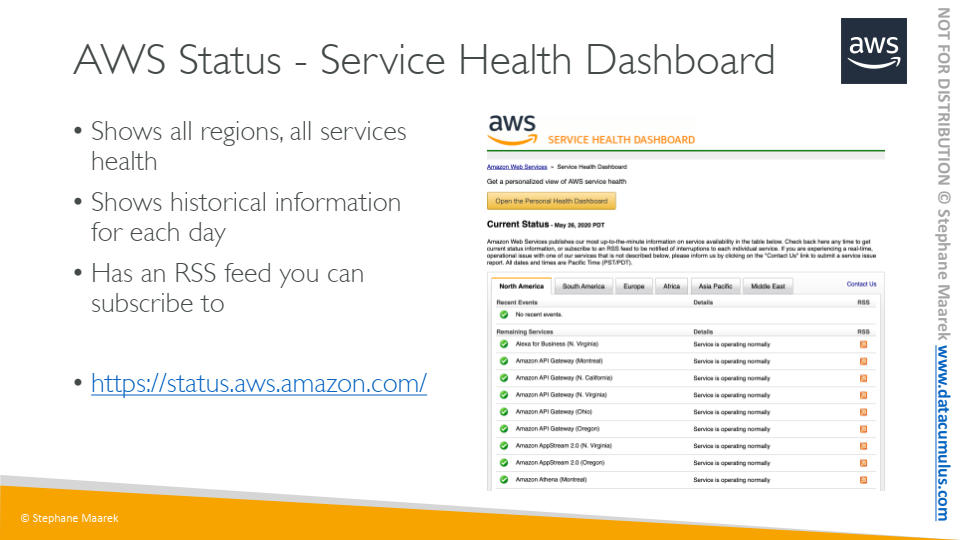 AWS Status - Service Health Dashboard
aws
• Shows all regions, all services
health
• Shows historical information
for each day
• Has an RSS feed you can
subscribe to
• https://status.aws.amazon.com/
aws
SERVICE HEALTH DASHBOARD
Amazon Web Services » Service Health Dashboard
Get a personalized view of AWS service health
Open the Personal Health Dashboard
Current Status - May 26, 2020 PDT
Amazon Web Services publishes our most up-to-the-minute information on service availability in the table below. Check back here any time to get
current status information, or subscribe to an RSS feed to be notified of interruptions to each individual service. If you are experiencing a real-time,
operational issue with one of our services that is not described below, please inform us by clicking on the "Contact Us" link to submit a service issue
report. All dates and times are Pacific Time (PST/PDT).
North America South America Europe Africa Asia Pacific Middle East Contact Us
Recent Events Details RSS
No recent events.
Remaining Services Details RSS
Alexa for Business (N. Virginia) Service is operating normally
Amazon API Gateway (Montreal) Service is operating normally
Amazon API Gateway (N. California) Service is operating normally
Amazon API Gateway (N. Virginia) Service is operating normally
Amazon API Gateway (Ohio) Service is operating normally
Amazon API Gateway (Oregon) Service is operating normally
Amazon AppStream 2.0 (N. Virginia) Service is operating normally
Amazon AppStream 2.0 (Oregon) Service is operating normally
Amazon Athena (Montreal) Service is operating normally
© Stephane Maarek
NOT FOR DISTRIBUTION © Stephane Maarek www.datacumulus.com